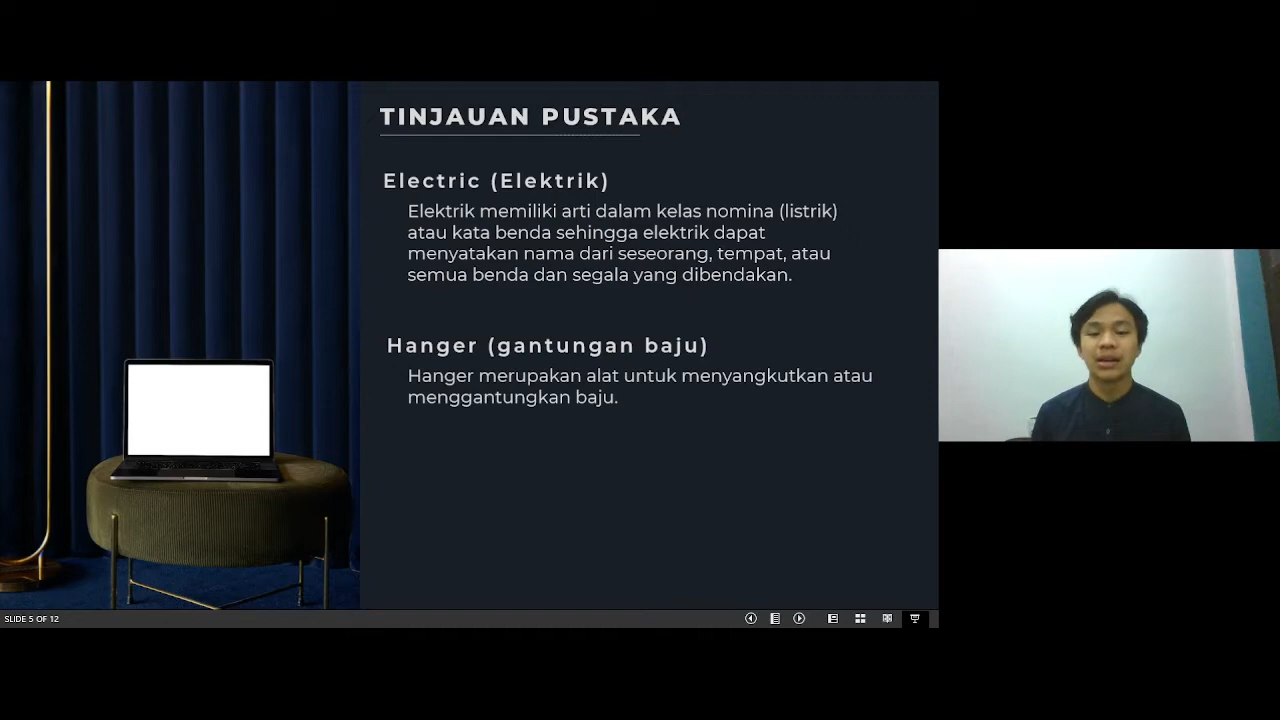 TINJAUAN PUSTAKA
Electric (Elektrik)
Elektrik memiliki arti dalam kelas nomina (listrik)
atau kata benda sehingga elektrik dapat
menyatakan nama dari seseorang, tempat, atau
semua benda dan segala yang dibendakan.
Hanger (gantungan baju)
Hanger merupakan alat untuk menyangkutkan atau
menggantungkan baju.
SLIDE 5 OF 12